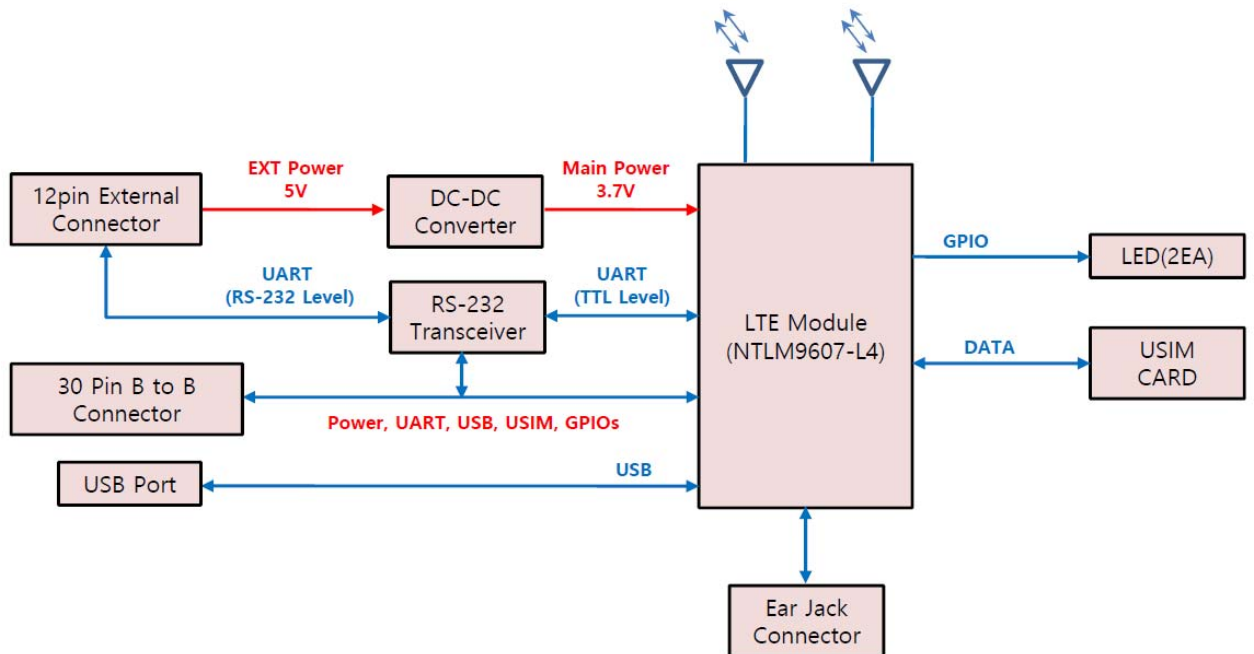 EXT Power
5V
Main Power
3.7V
12pin External
Connector
DC-DC
Converter
GPIO
LED(2EA)
UART
(RS-232 Level)
UART
(TTL Level)
RS-232
Transceiver
LTE Module
(NTLM9607-L4)
DATA
USIM
CARD
30 Pin B to B
Connector
Power, UART, USB, USIM, GPIOs
USB Port
USB
Ear Jack
Connector